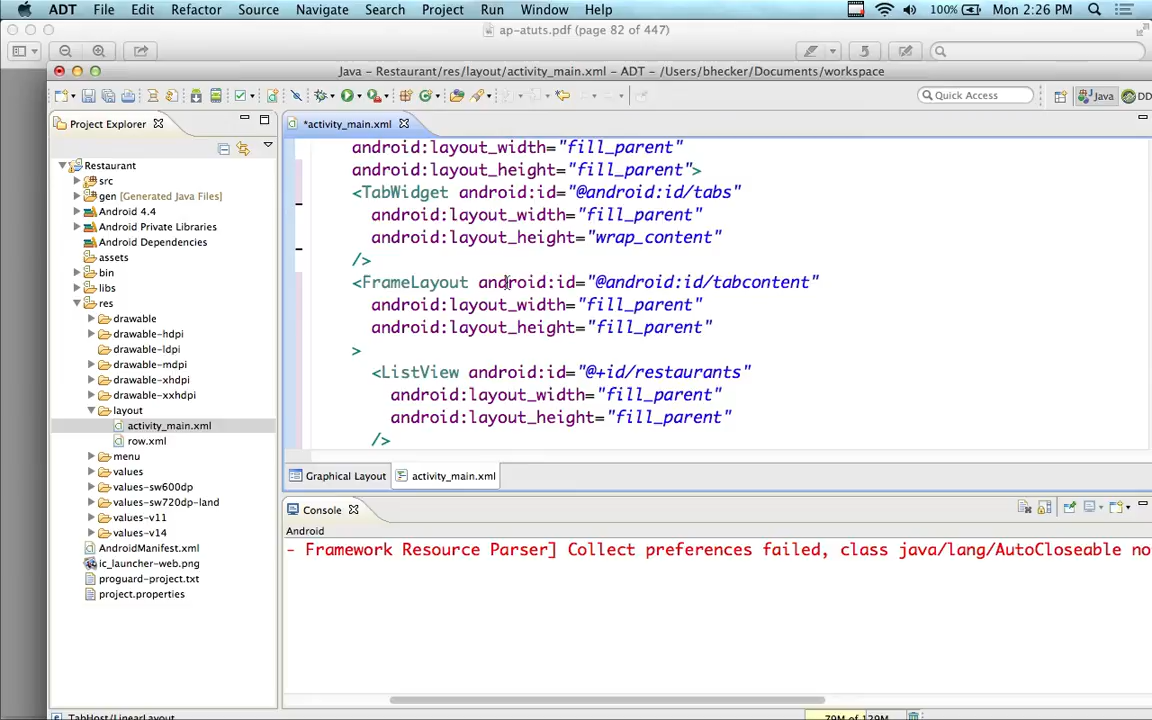 ADT File Edit Refactor Source Navigate Search Project Run Window Help 100% Mon 2:26 PM
ap-atuts.pdf (page 82 of 447)
Java - Restaurant/res/layout/activity_main.xml - ADT - /Users/bhecker/Documents/workspace
Quick Access Java DD
Project Explorer
*activity_main.xml
Restaurant
src
gen [Generated Java Files]
Android 4.4
Android Private Libraries
Android Dependencies
assets
bin
libs
res
drawable
drawable-hdpi
drawable-ldpi
drawable-mdpi
drawable-xhdpi
drawable-xxhdpi
layout
activity_main.xml
row.xml
menu
values
values-sw600dp
values-sw720dp-land
values-v11
values-v14
AndroidManifest.xml
ic_launcher-web.png
proguard-project.txt
project.properties
android:layout_width="fill_parent"
android:layout_height="fill_parent">
<TabWidget android:id="@android:id/tabs"
android:layout_width="fill_parent"
android:layout_height="wrap_content"
/>
<FrameLayout android:id="@android:id/tabcontent"
android:layout_width="fill_parent"
android:layout_height="fill_parent"
>
<ListView android:id="@+id/restaurants"
android:layout_width="fill_parent"
android:layout_height="fill_parent"
/>
Graphical Layout activity_main.xml
Console
Android
- Framework Resource Parser] Collect preferences failed, class java/lang/AutoCloseable no
TabHost/LinearLayout 79M of 129M